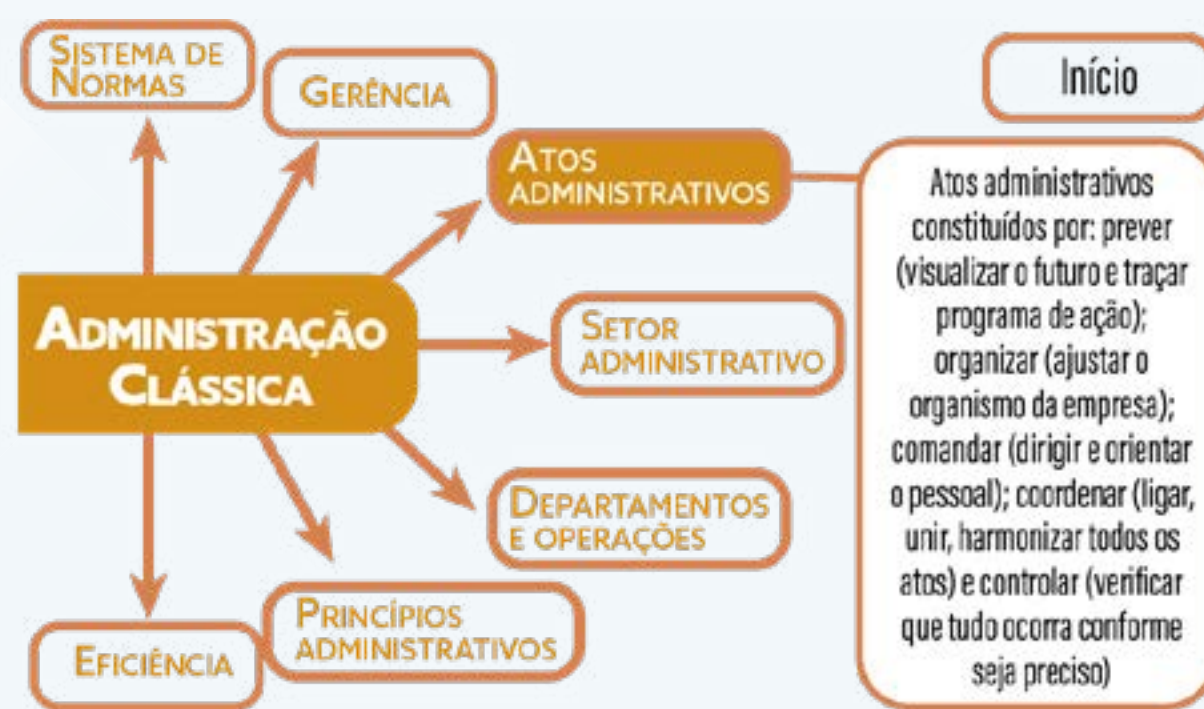 SISTEMA DE
NORMAS
GERÊNCIA
Início
ATOS
ADMINISTRATIVOS
Atos administrativos
constituídos por: prever
(visualizar o futuro e traçar
programa de ação);
organizar (ajustar o
organismo da empresa);
comandar (dirigir e orientar
o pessoal); coordenar (ligar,
unir, harmonizar todos os
atos) e controlar (verificar
que tudo ocorra conforme
seja preciso)
ADMINISTRAÇÃO
CLÁSSICA
SETOR
ADMINISTRATIVO
DEPARTAMENTOS
E OPERAÇÕES
PRINCÍPIOS
ADMINISTRATIVOS
EFICIÊNCIA